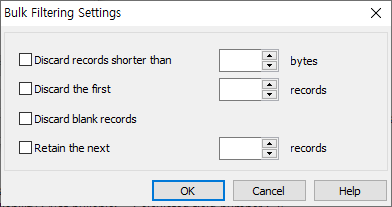 Bulk Filtering Settings
Discard records shorter than bytes
Discard the first records
Discard blank records
Retain the next records
OK Cancel Help